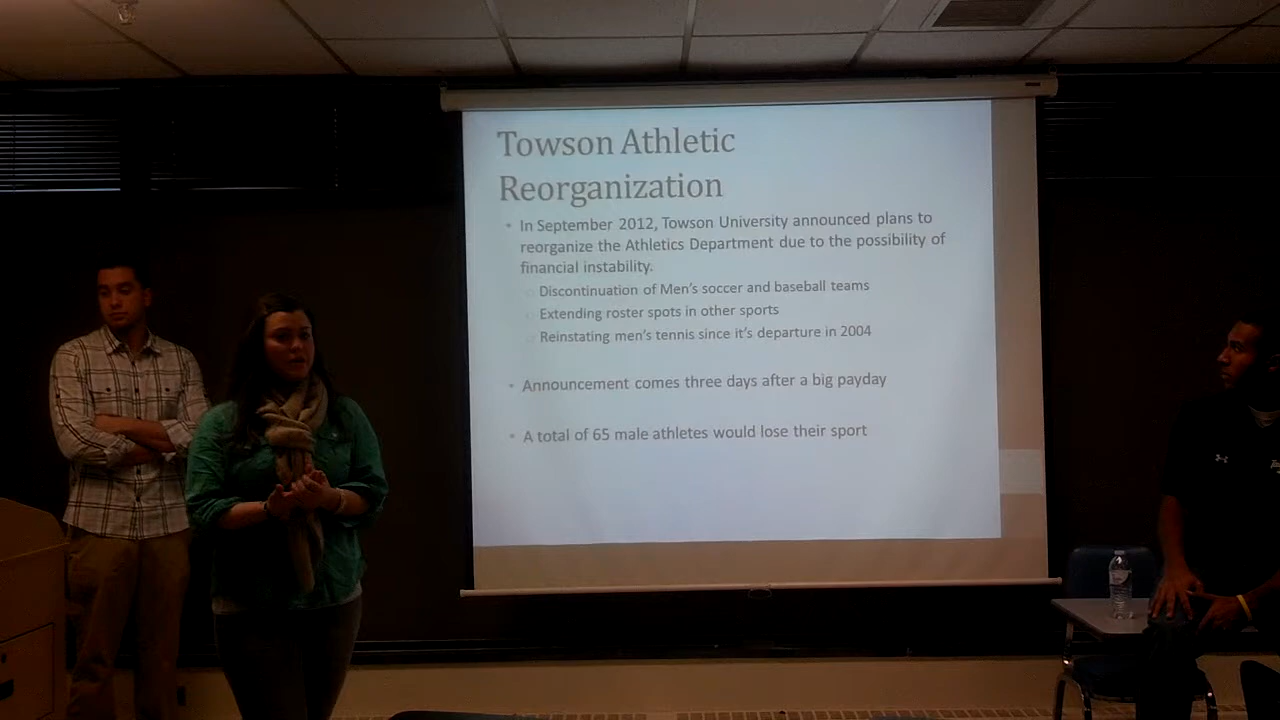 Towson Athletic
Reorganization
• In September 2012, Towson University announced plans to
reorganize the Athletics Department due to the possibility of
financial instability.
○ Discontinuation of Men's soccer and baseball teams
○ Extending roster spots in other sports
○ Reinstating men's tennis since it's departure in 2004
• Announcement comes three days after a big payday
• A total of 65 male athletes would lose their sport